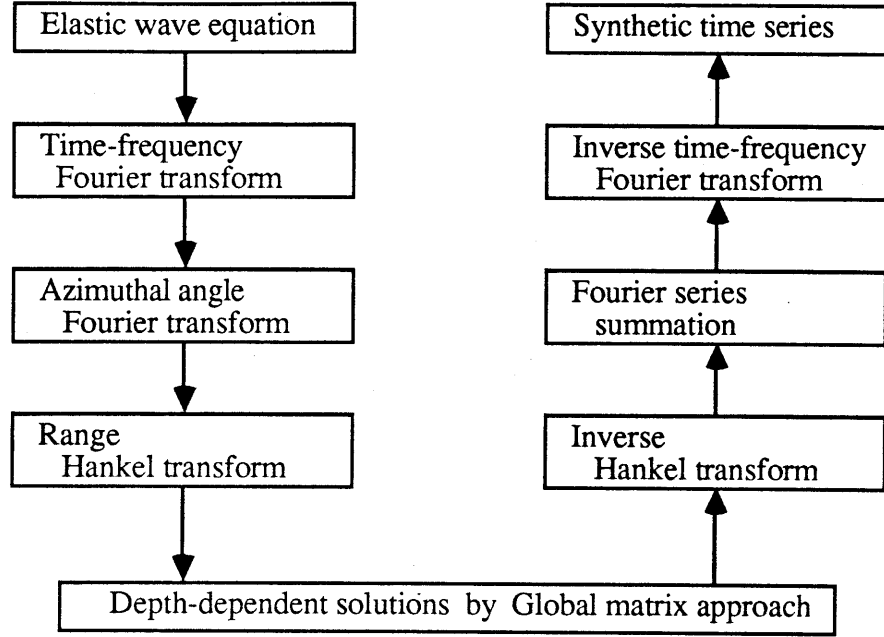 Elastic wave equation
Time-frequency
Fourier transform
Azimuthal angle
Fourier transform
Range
Hankel transform
Depth-dependent solutions by Global matrix approach
Inverse
Hankel transform
Fourier series
summation
Inverse time-frequency
Fourier transform
Synthetic time series